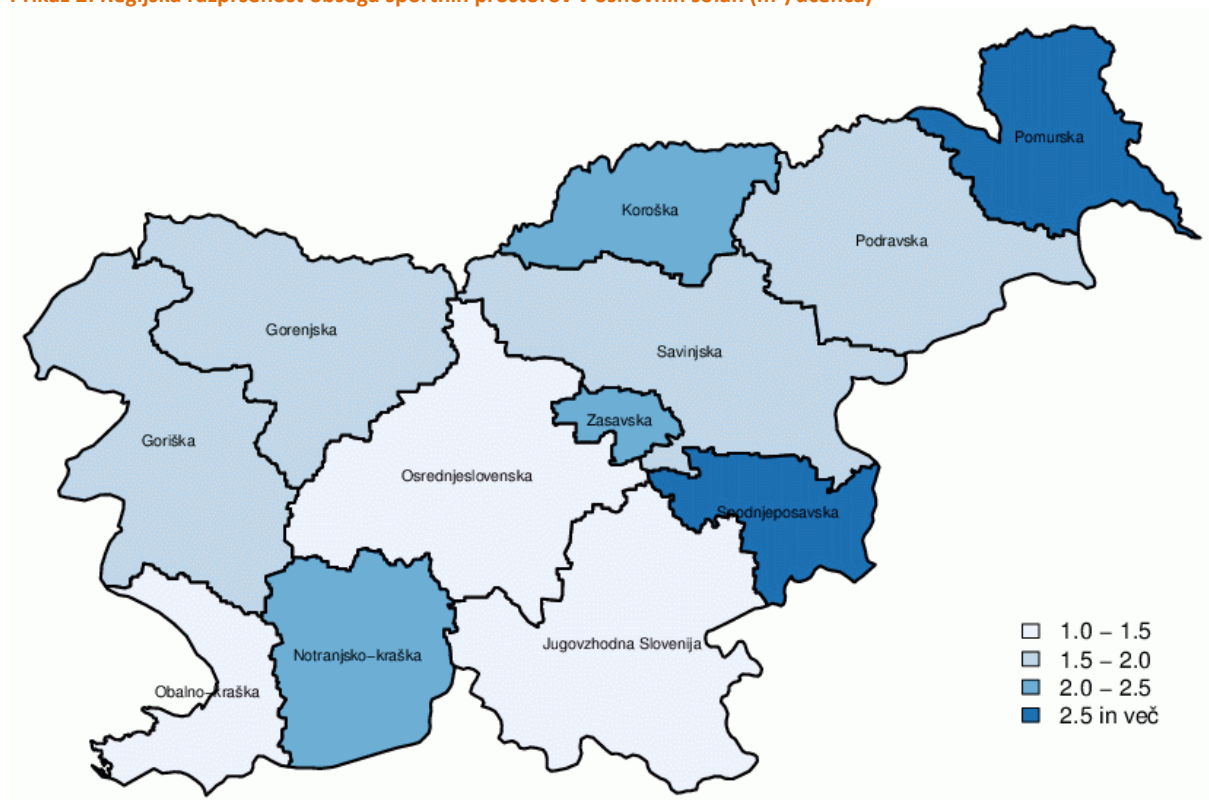 Pomurska
Koroška
Podravska
Gorenjska
Savinjska
Zasavska
Goriška
Osrednjeslovenska
Spodnjeposavska
Jugovzhodna Slovenija
Notranjsko–kraška
Obalno–kraška
1.0 – 1.5
1.5 – 2.0
2.0 – 2.5
2.5 in več